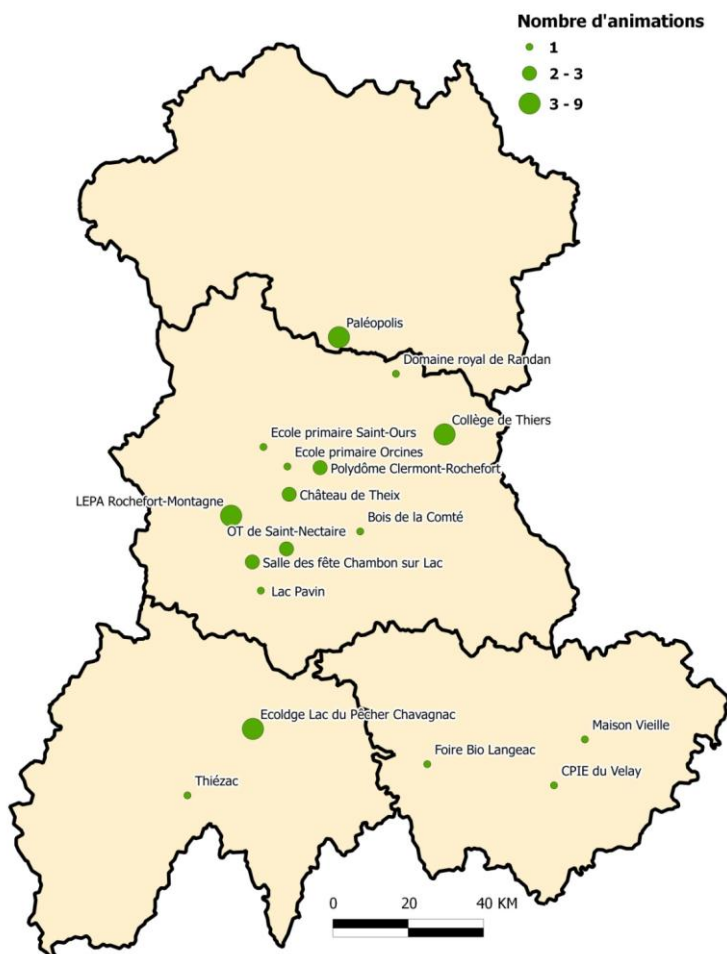 Nombre d'animations
1
2 - 3
3 - 9
Paléopolis
Domaine royal de Randan
Collège de Thiers
Ecole primaire Saint-Ours
Ecole primaire Orcines
Polydôme Clermont-Rochefort
Château de Theix
LEPA Rochefort-Montagne
OT de Saint-Nectaire
Bois de la Comté
Salle des fête Chambon sur Lac
Lac Pavin
Ecoldge Lac du Pêcher Chavagnac
Maison Vieille
Foire Bio Langeac
CPIE du Velay
Thiézac
0 20 40 KM